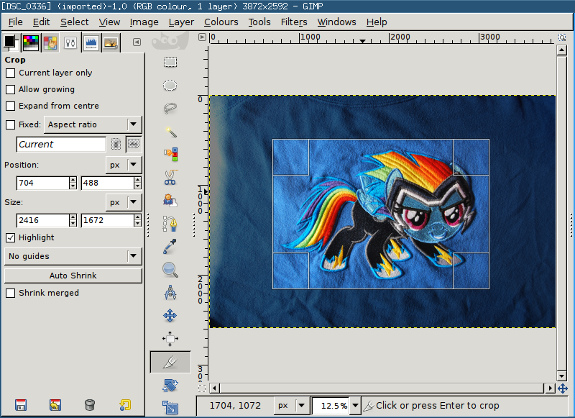 [DSC_0336] (imported)-1,0 (RGB colour, 1 layer) 3872x2592 – GIMP
File Edit Select View Image Layer Colours Tools Filters Windows Help
Crop
Current layer only
Allow growing
Expand from centre
Fixed: Aspect ratio
Current
Position: px
704 488
Size: px
2416 1672
Highlight
No guides
Auto Shrink
Shrink merged
0 1000 2000 3000
0
1000
2000
30
1704, 1072 px 12.5% Click or press Enter to crop